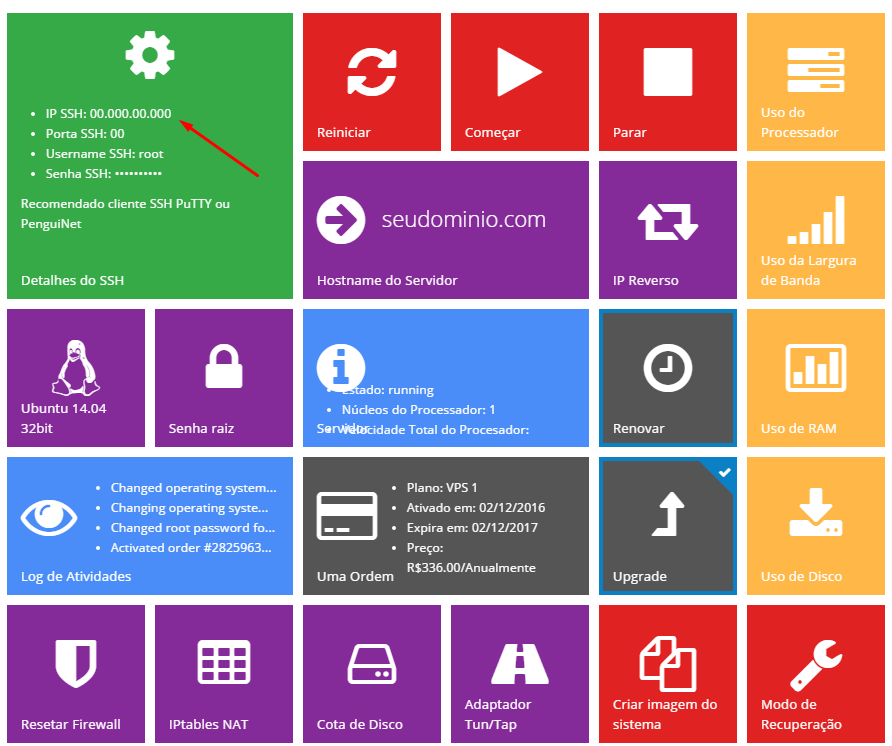 IP SSH: 00.000.00.000
Porta SSH: 00
Username SSH: root
Senha SSH: ••••••••••
Recomendado cliente SSH PuTTY ou
PenguiNet
Detalhes do SSH
Reiniciar
Começar
Parar
Uso do
Processador
seudominio.com
Hostname do Servidor
IP Reverso
Uso da Largura
de Banda
Ubuntu 14.04
32bit
Senha raiz
Estado: running
Núcleos do Processador: 1
Velocidade Total do Procesador:
Servidor
Renovar
Uso de RAM
Changed operating system...
Changing operating syste...
Changed root password fo...
Activated order #2825963...
Log de Atividades
Plano: VPS 1
Ativado em: 02/12/2016
Expira em: 02/12/2017
Preço:
R$336.00/Anualmente
Uma Ordem
Upgrade
Uso de Disco
Resetar Firewall
IPtables NAT
Cota de Disco
Adaptador
Tun/Tap
Criar imagem do
sistema
Modo de
Recuperação